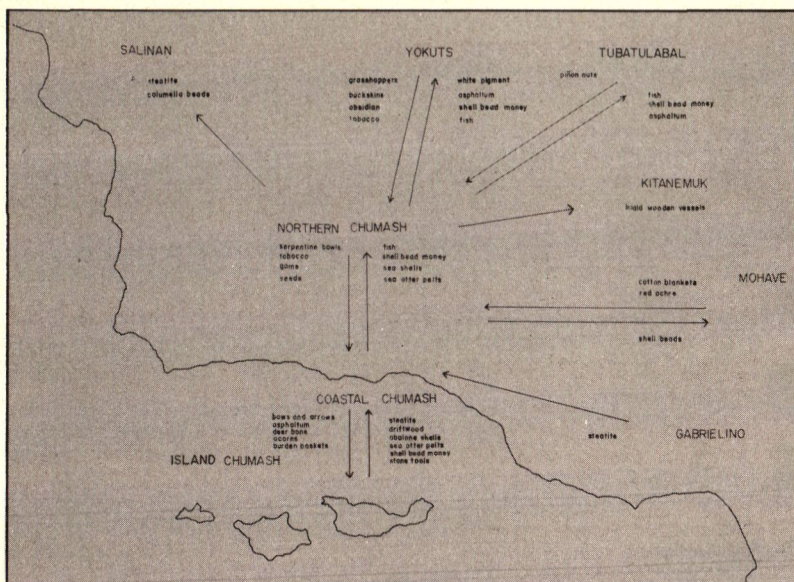 SALINAN
steatite
columella beads
YOKUTS
grasshoppers
buckskins
obsidian
tobacco
white pigment
asphaltum
shell bead money
fish
TUBATULABAL
piñon nuts
fish
shell bead money
asphaltum
KITANEMUK
wooden vessels
NORTHERN CHUMASH
serpentine bowls
tobacco
game
seeds
fish
shell bead money
sea shells
sea otter pelts
MOHAVE
cotton blankets
red ochre
shell beads
COASTAL CHUMASH
bows and arrows
asphaltum
deer bone
acorns
burden baskets
steatite
driftwood
abalone shells
sea otter pelts
shell bead money
stone tools
steatite
GABRIELINO
ISLAND CHUMASH